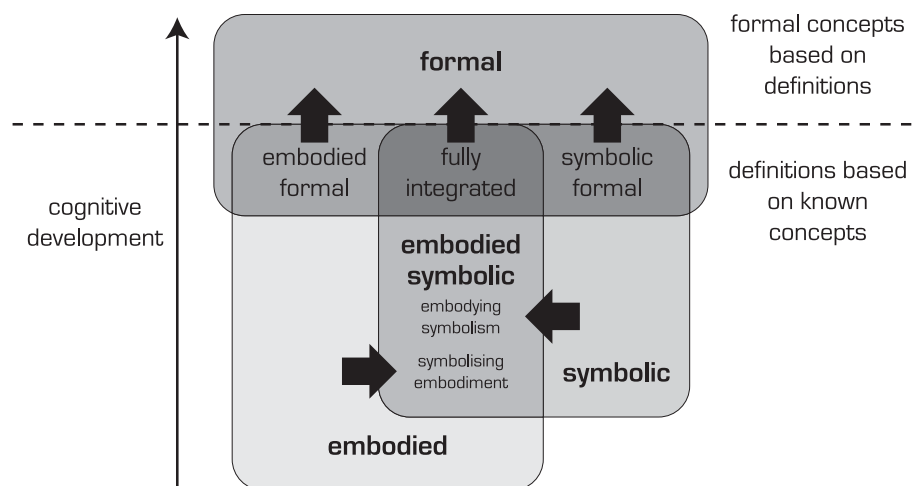 formal concepts
based on
definitions
formal
embodied
formal
fully
integrated
symbolic
formal
definitions based
on known
concepts
cognitive
development
embodied
symbolic
embodying
symbolism
symbolising
embodiment
symbolic
embodied